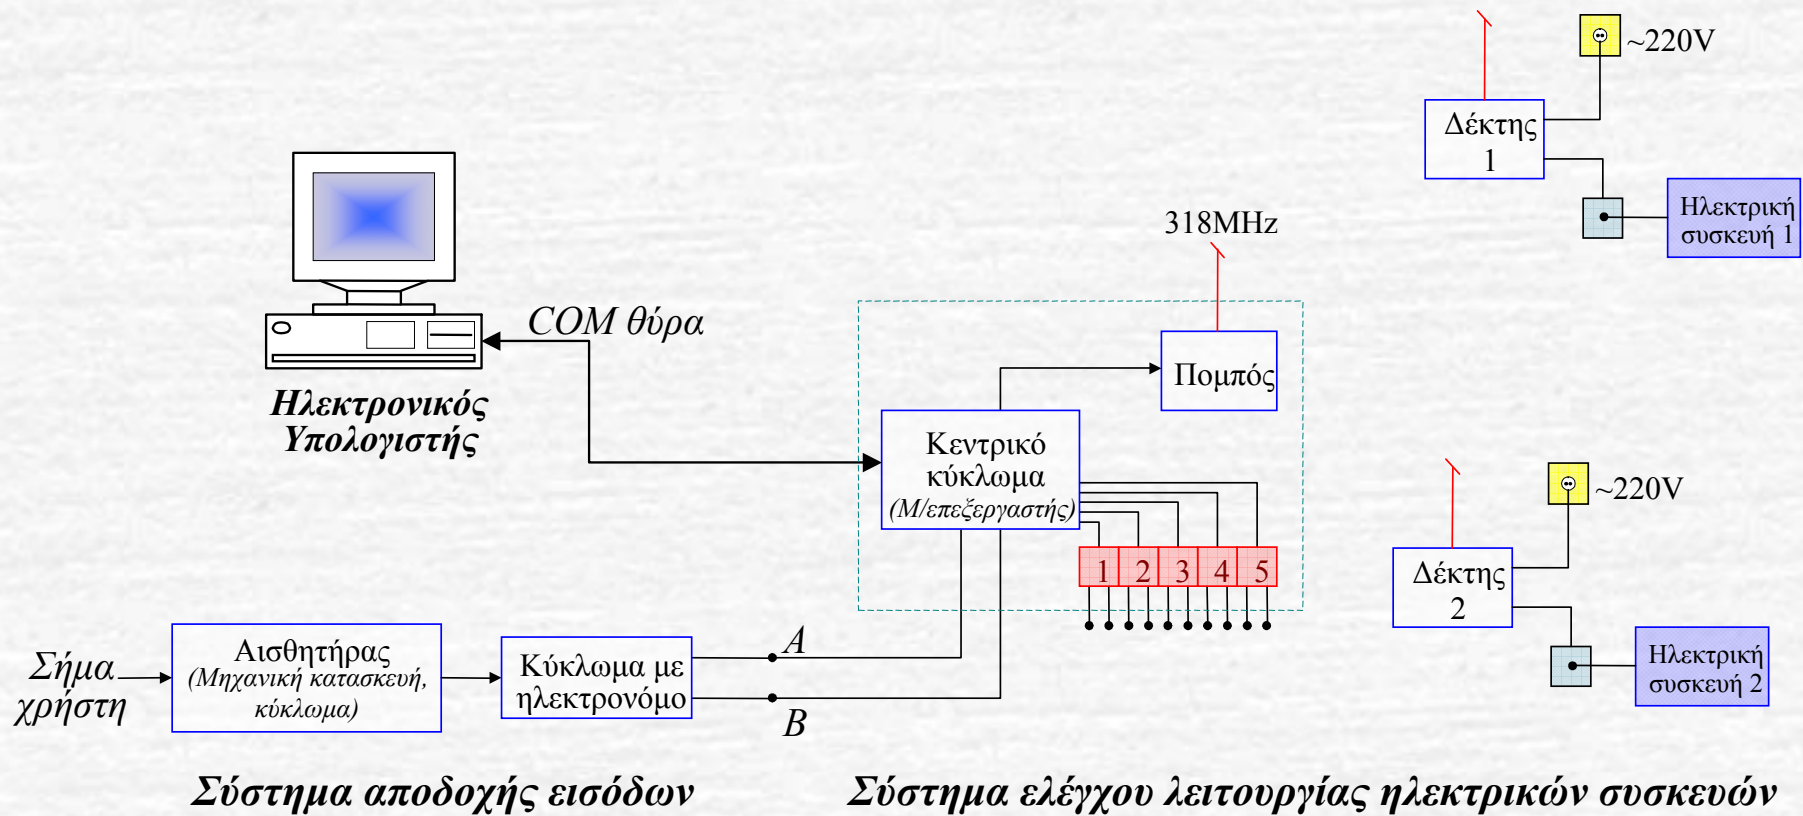 ~220V
Δέκτης
1
Ηλεκτρική
συσκευή 1
318MHz
COM θύρα
Πομπός
Ηλεκτρονικός
Υπολογιστής
Κεντρικό
κύκλωμα
(Μ/επεξεργαστής)
1 2 3 4 5
~220V
Δέκτης
2
Ηλεκτρική
συσκευή 2
Σήμα
χρήστη
Αισθητήρας
(Μηχανική κατασκευή,
κύκλωμα)
Κύκλωμα με
ηλεκτρονόμο
A
B
Σύστημα αποδοχής εισόδων
Σύστημα ελέγχου λειτουργίας ηλεκτρικών συσκευών